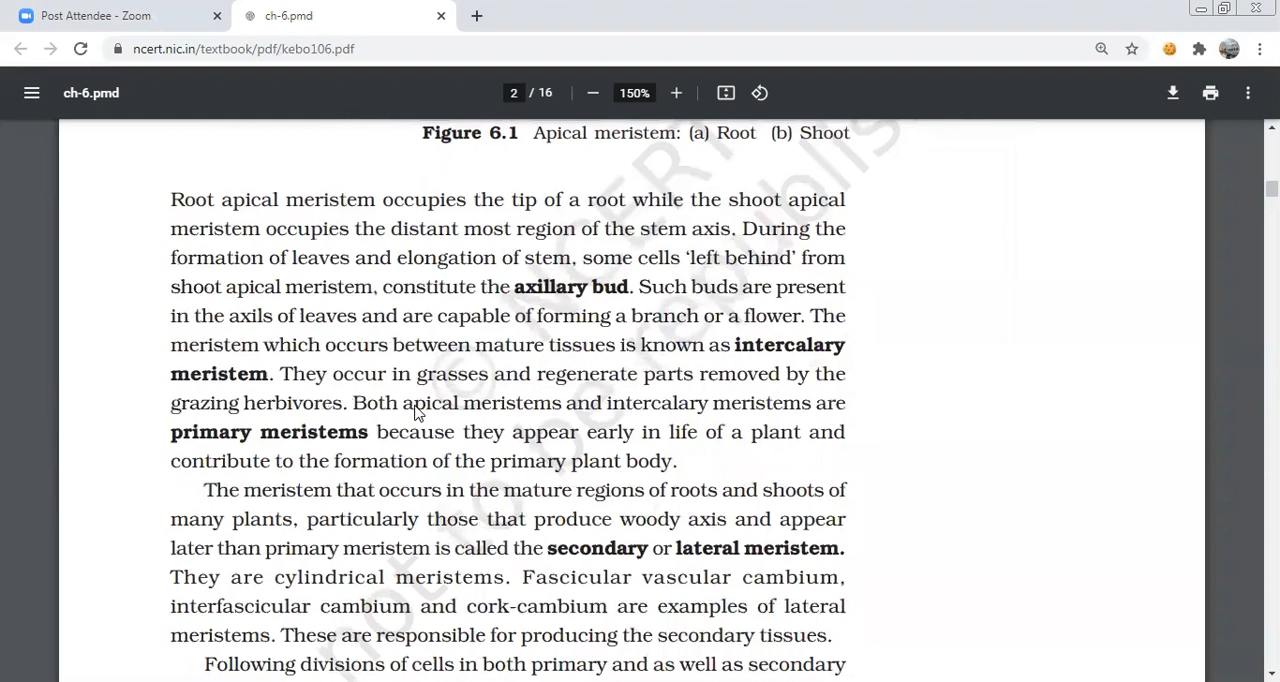 Post Attendee - Zoom
ch-6.pmd
ncert.nic.in/textbook/pdf/kebo106.pdf
ch-6.pmd
2 / 16
150%
Figure 6.1 Apical meristem: (a) Root (b) Shoot
Root apical meristem occupies the tip of a root while the shoot apical
meristem occupies the distant most region of the stem axis. During the
formation of leaves and elongation of stem, some cells ‘left behind’ from
shoot apical meristem, constitute the axillary bud. Such buds are present
in the axils of leaves and are capable of forming a branch or a flower. The
meristem which occurs between mature tissues is known as intercalary
meristem. They occur in grasses and regenerate parts removed by the
grazing herbivores. Both apical meristems and intercalary meristems are
primary meristems because they appear early in life of a plant and
contribute to the formation of the primary plant body.
The meristem that occurs in the mature regions of roots and shoots of
many plants, particularly those that produce woody axis and appear
later than primary meristem is called the secondary or lateral meristem.
They are cylindrical meristems. Fascicular vascular cambium,
interfascicular cambium and cork-cambium are examples of lateral
meristems. These are responsible for producing the secondary tissues.
Following divisions of cells in both primary and as well as secondary
© NCERT
not to be republis